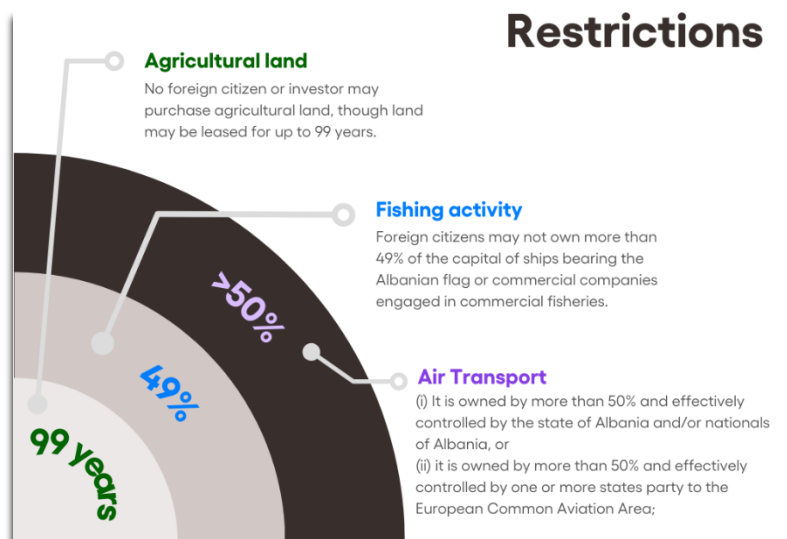 Restrictions
Agricultural land
No foreign citizen or investor may
purchase agricultural land, though land
may be leased for up to 99 years.
Fishing activity
Foreign citizens may not own more than
49% of the capital of ships bearing the
Albanian flag or commercial companies
engaged in commercial fisheries.
>50%
Air Transport
(i) It is owned by more than 50% and effectively
controlled by the state of Albania and/or nationals
of Albania, or
(ii) it is owned by more than 50% and effectively
controlled by one or more states party to the
European Common Aviation Area;
49%
99 years